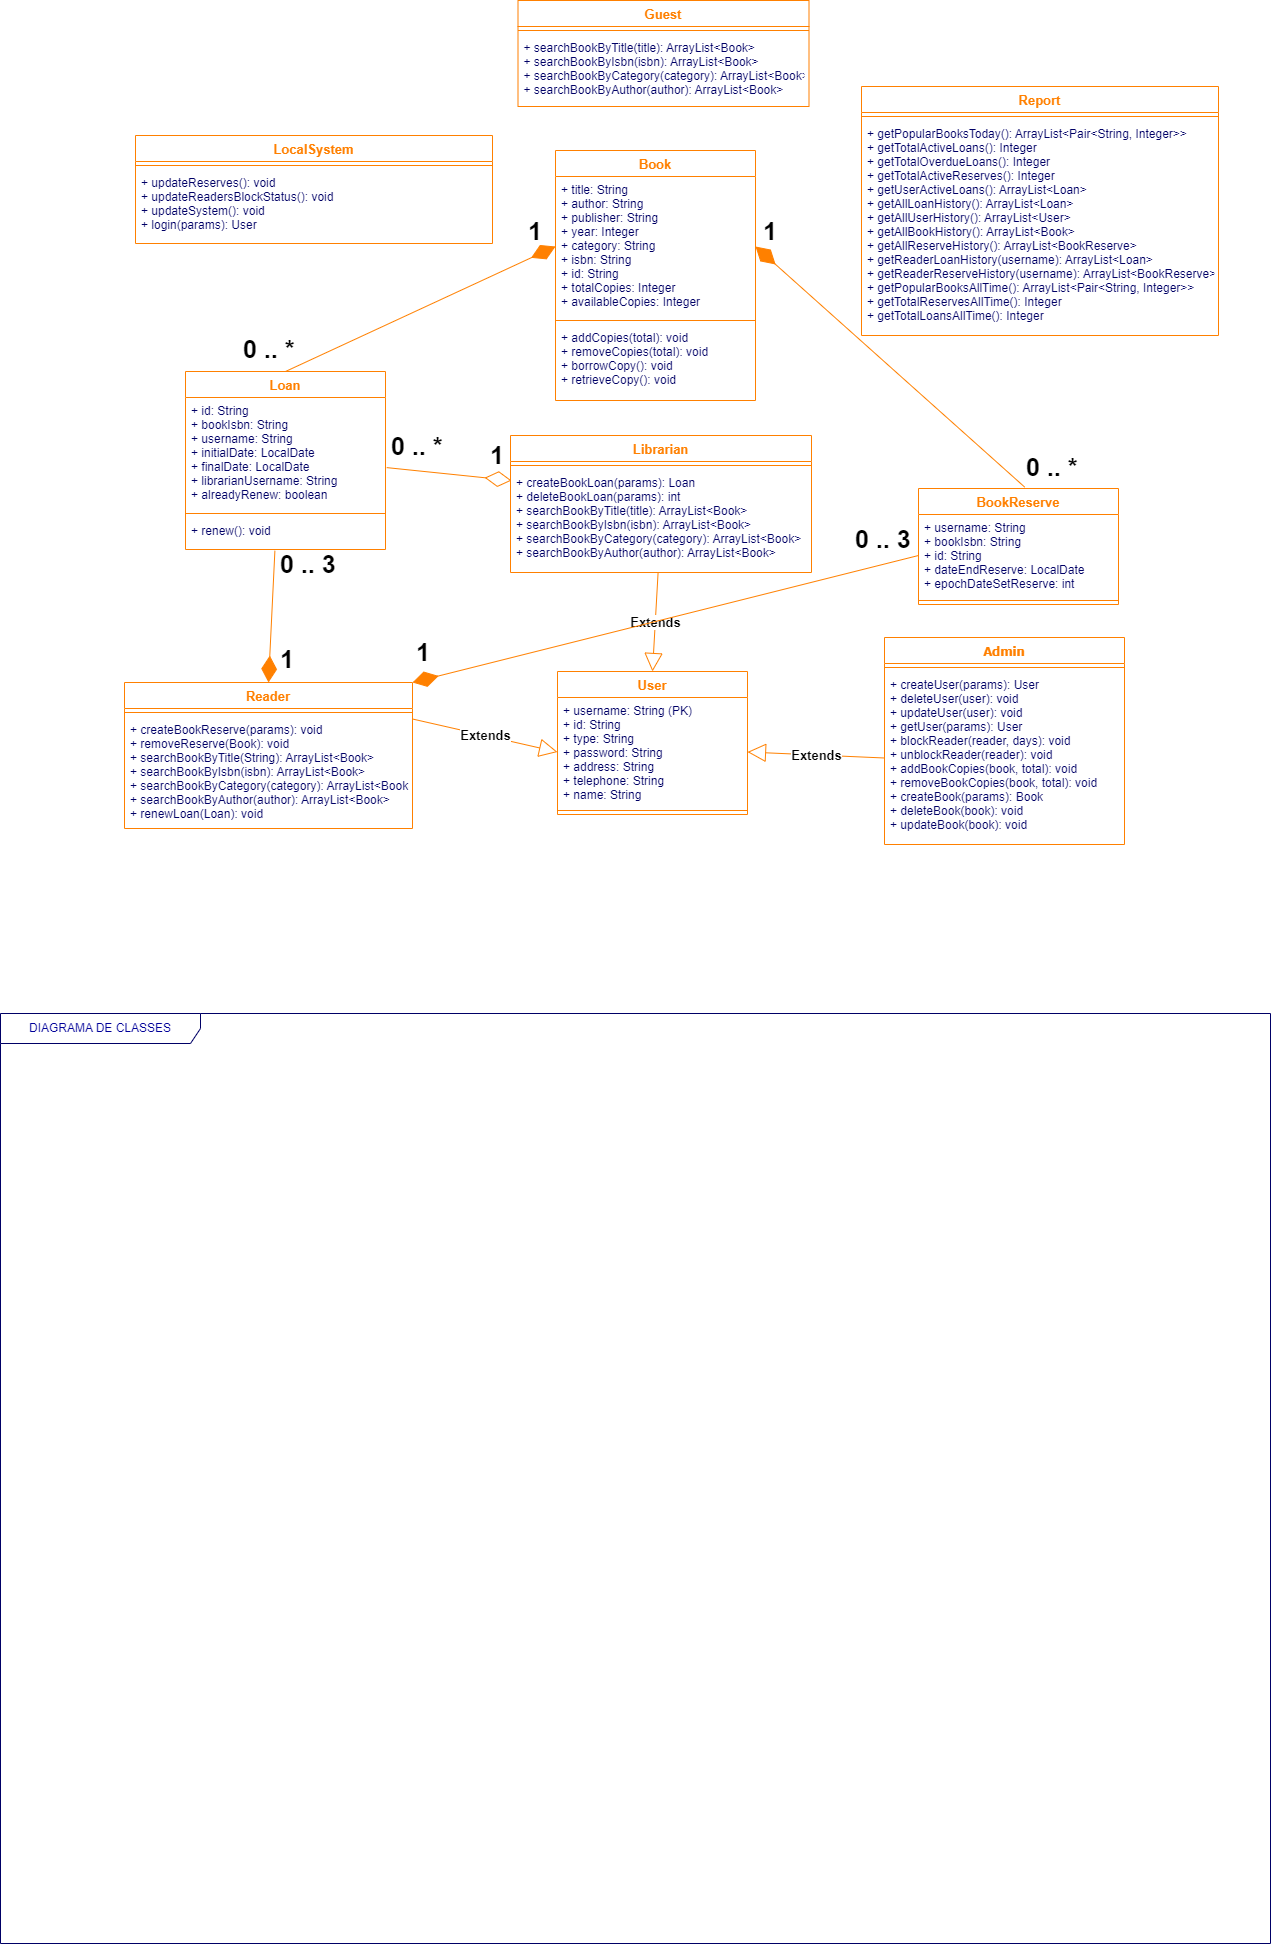 Guest
+ searchBookByTitle(title): ArrayList<Book>
+ searchBookByIsbn(isbn): ArrayList<Book>
+ searchBookByCategory(category): ArrayList<Book>
+ searchBookByAuthor(author): ArrayList<Book>
Report
+ getPopularBooksToday(): ArrayList<Pair<String, Integer>>
+ getTotalActiveLoans(): Integer
+ getTotalOverdueLoans(): Integer
+ getTotalActiveReserves(): Integer
+ getUserActiveLoans(): ArrayList<Loan>
+ getAllLoanHistory(): ArrayList<Loan>
+ getAllUserHistory(): ArrayList<User>
+ getAllBookHistory(): ArrayList<Book>
+ getAllReserveHistory(): ArrayList<BookReserve>
+ getReaderLoanHistory(username): ArrayList<Loan>
+ getReaderReserveHistory(username): ArrayList<BookReserve>
+ getPopularBooksAllTime(): ArrayList<Pair<String, Integer>>
+ getTotalReservesAllTime(): Integer
+ getTotalLoansAllTime(): Integer
LocalSystem
+ updateReserves(): void
+ updateReadersBlockStatus(): void
+ updateSystem(): void
+ login(params): User
Book
+ title: String
+ author: String
+ publisher: String
+ year: Integer
+ category: String
+ isbn: String
+ id: String
+ totalCopies: Integer
+ availableCopies: Integer
+ addCopies(total): void
+ removeCopies(total): void
+ borrowCopy(): void
+ retrieveCopy(): void
1
1
0 .. *
Loan
+ id: String
+ bookIsbn: String
+ username: String
+ initialDate: LocalDate
+ finalDate: LocalDate
+ librarianUsername: String
+ alreadyRenew: boolean
+ renew(): void
0 .. *
1
Librarian
+ createBookLoan(params): Loan
+ deleteBookLoan(params): int
+ searchBookByTitle(title): ArrayList<Book>
+ searchBookByIsbn(isbn): ArrayList<Book>
+ searchBookByCategory(category): ArrayList<Book>
+ searchBookByAuthor(author): ArrayList<Book>
0 .. *
BookReserve
+ username: String
+ bookIsbn: String
+ id: String
+ dateEndReserve: LocalDate
+ epochDateSetReserve: int
0 .. 3
0 .. 3
1
1
Extends
Reader
+ createBookReserve(params): void
+ removeReserve(Book): void
+ searchBookByTitle(String): ArrayList<Book>
+ searchBookByIsbn(isbn): ArrayList<Book>
+ searchBookByCategory(category): ArrayList<Book
+ searchBookByAuthor(author): ArrayList<Book>
+ renewLoan(Loan): void
Extends
User
+ username: String (PK)
+ id: String
+ type: String
+ password: String
+ address: String
+ telephone: String
+ name: String
Extends
Admin
+ createUser(params): User
+ deleteUser(user): void
+ updateUser(user): void
+ getUser(params): User
+ blockReader(reader, days): void
+ unblockReader(reader): void
+ addBookCopies(book, total): void
+ removeBookCopies(book, total): void
+ createBook(params): Book
+ deleteBook(book): void
+ updateBook(book): void
DIAGRAMA DE CLASSES